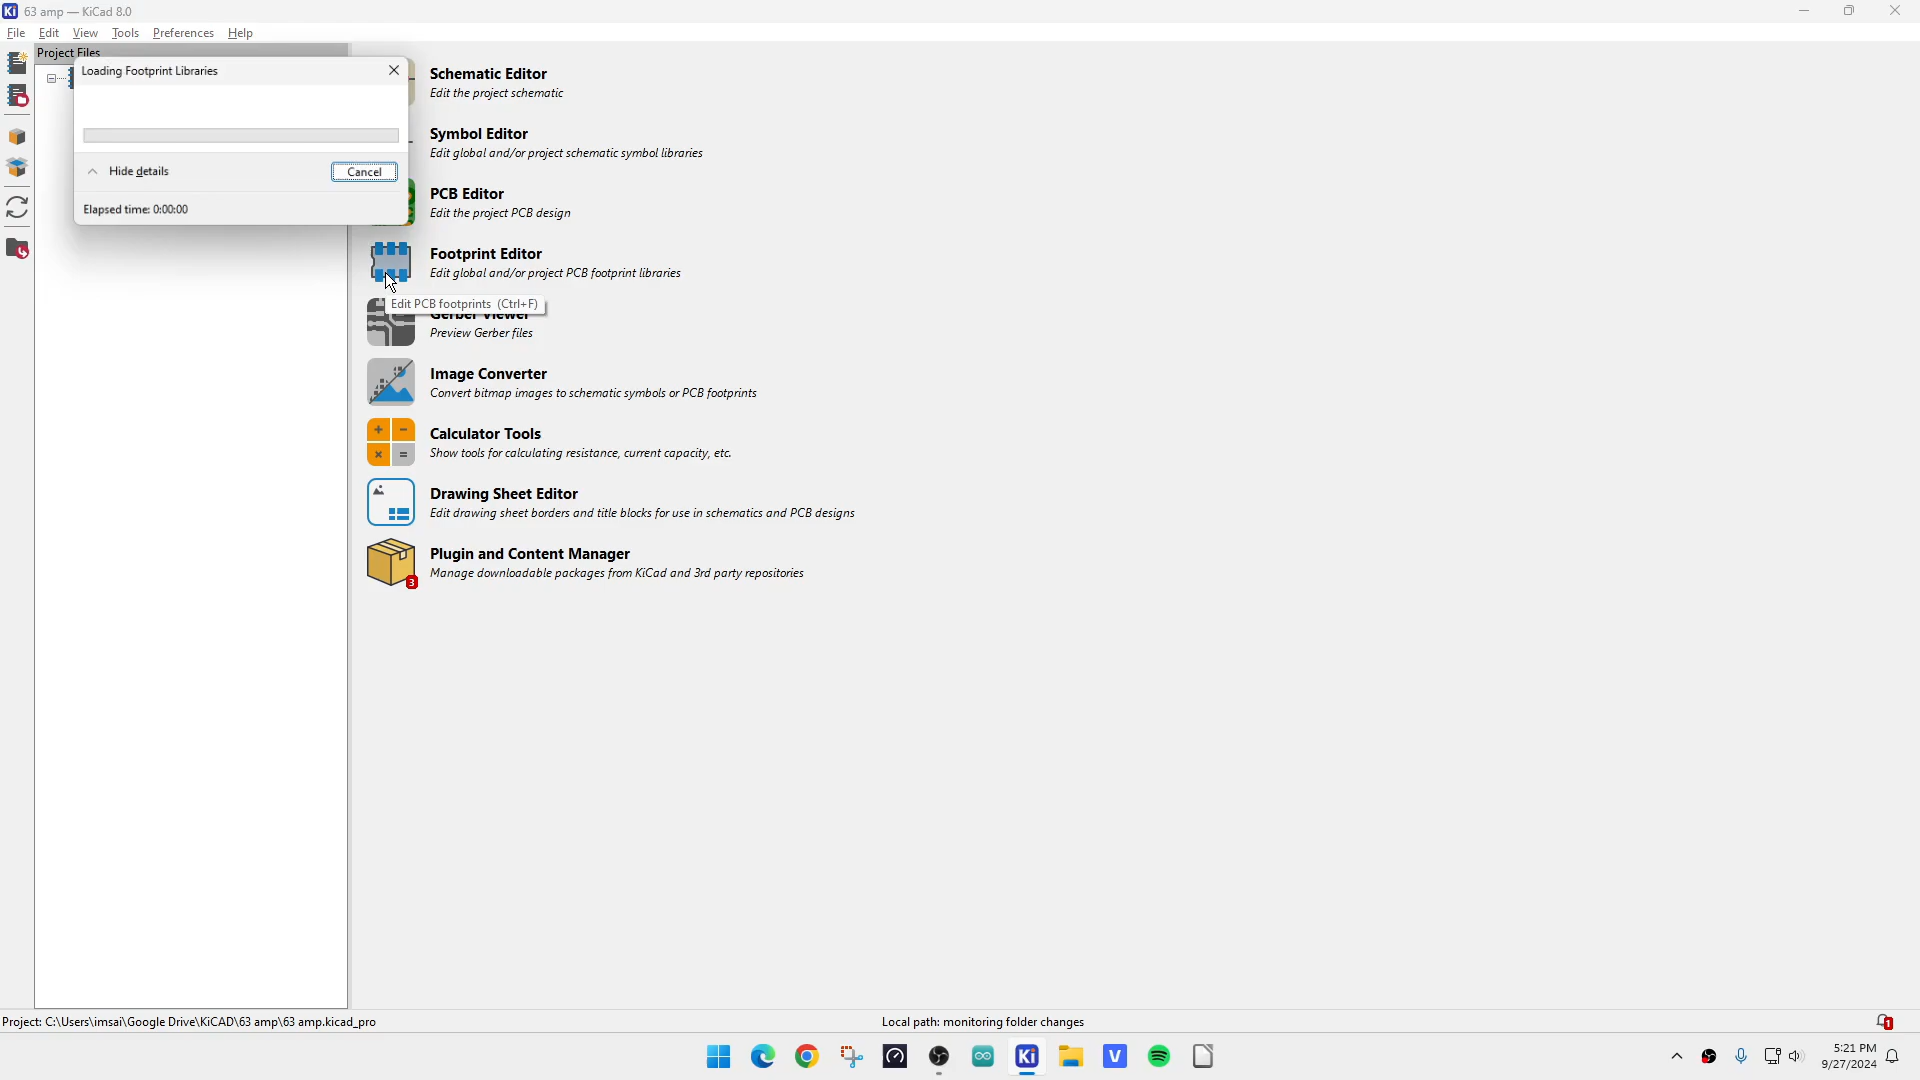 Ki 63 amp — KiCad 8.0
File Edit View Tools Preferences Help
Project Files
Loading Footprint Libraries
Hide details
Cancel
Elapsed time: 0:00:00
Schematic Editor
Edit the project schematic
Symbol Editor
Edit global and/or project schematic symbol libraries
PCB Editor
Edit the project PCB design
Footprint Editor
Edit global and/or project PCB footprint libraries
Edit PCB footprints (Ctrl+F)
Gerber Viewer
Preview Gerber files
Image Converter
Convert bitmap images to schematic symbols or PCB footprints
Calculator Tools
Show tools for calculating resistance, current capacity, etc.
Drawing Sheet Editor
Edit drawing sheet borders and title blocks for use in schematics and PCB designs
Plugin and Content Manager
Manage downloadable packages from KiCad and 3rd party repositories
3
Project: C:\Users\imsai\Google Drive\KiCAD\63 amp\63 amp.kicad_pro
Local path: monitoring folder changes
1
Ki
V
5:21 PM
9/27/2024